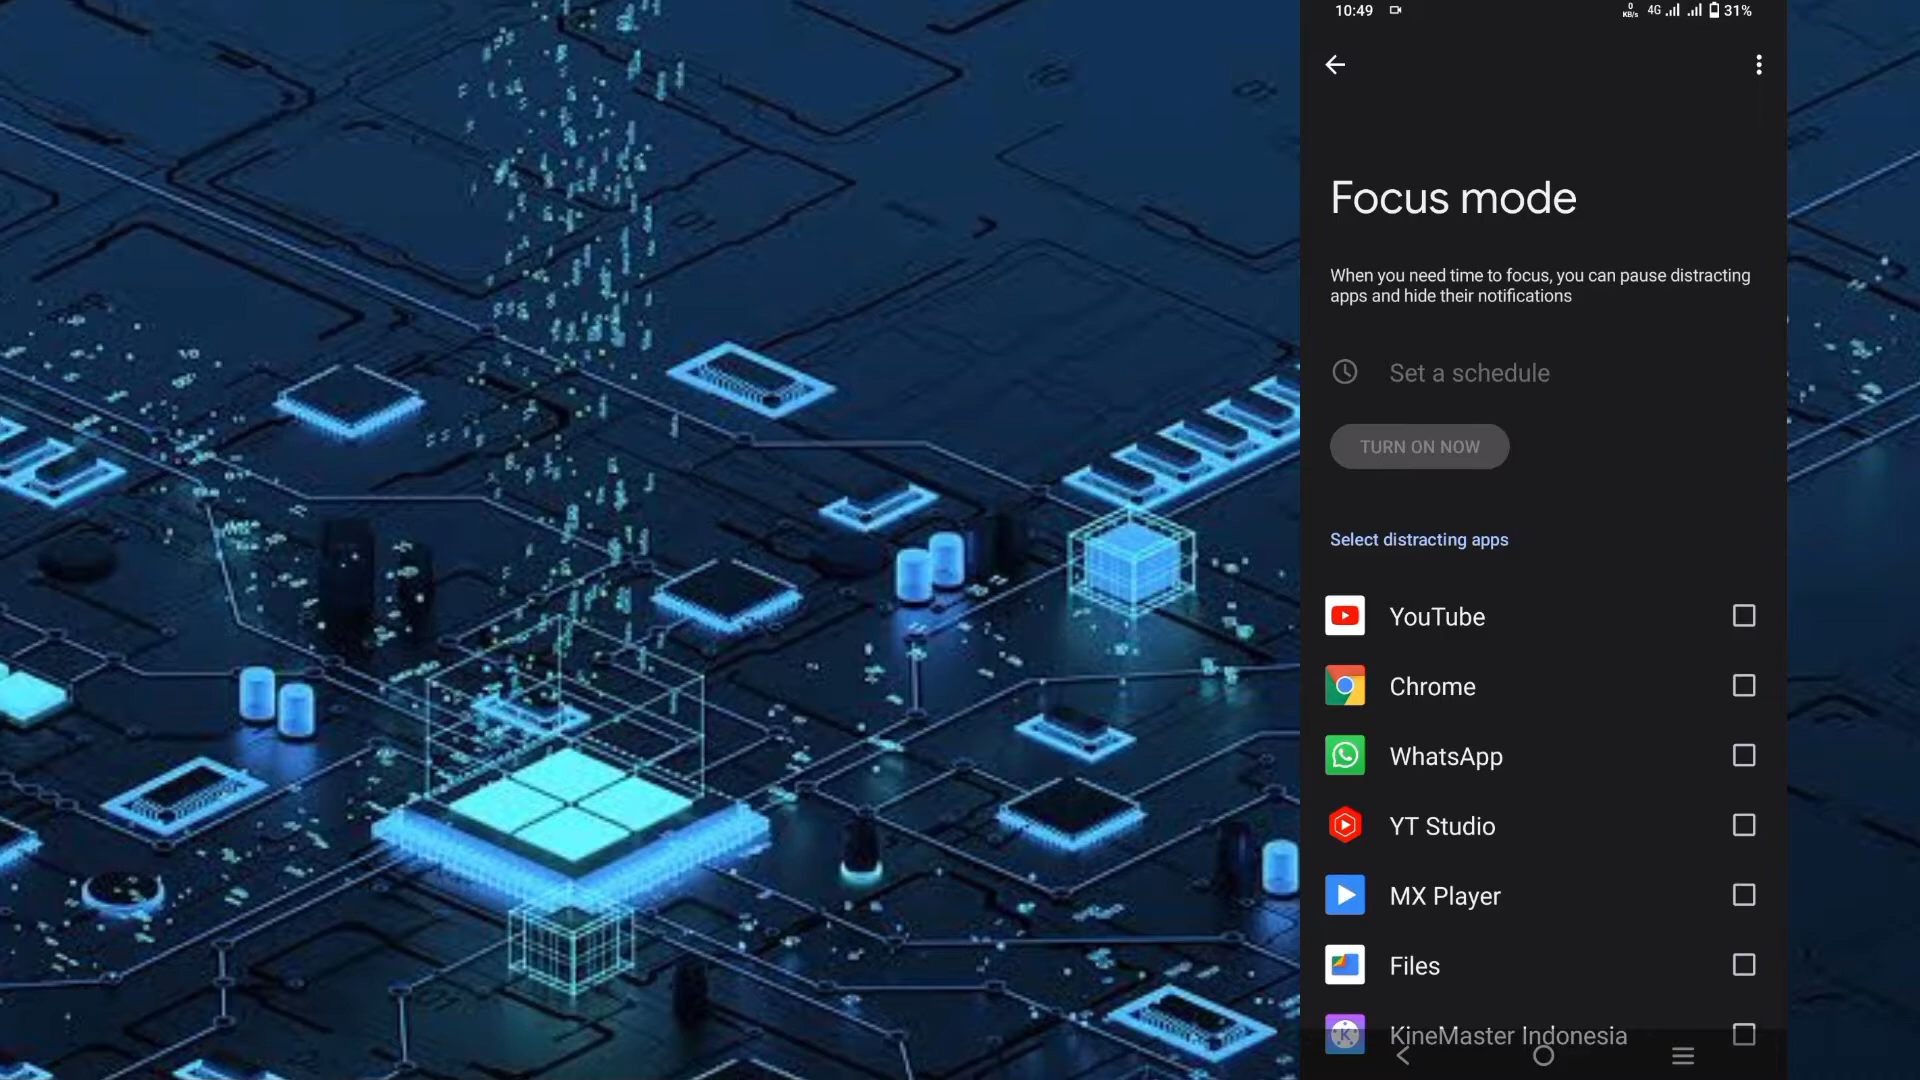 10:49
0
KB/s
4G
31%
Focus mode
When you need time to focus, you can pause distracting
apps and hide their notifications
Set a schedule
TURN ON NOW
Select distracting apps
YouTube
Chrome
WhatsApp
YT Studio
MX Player
Files
KineMaster Indonesia